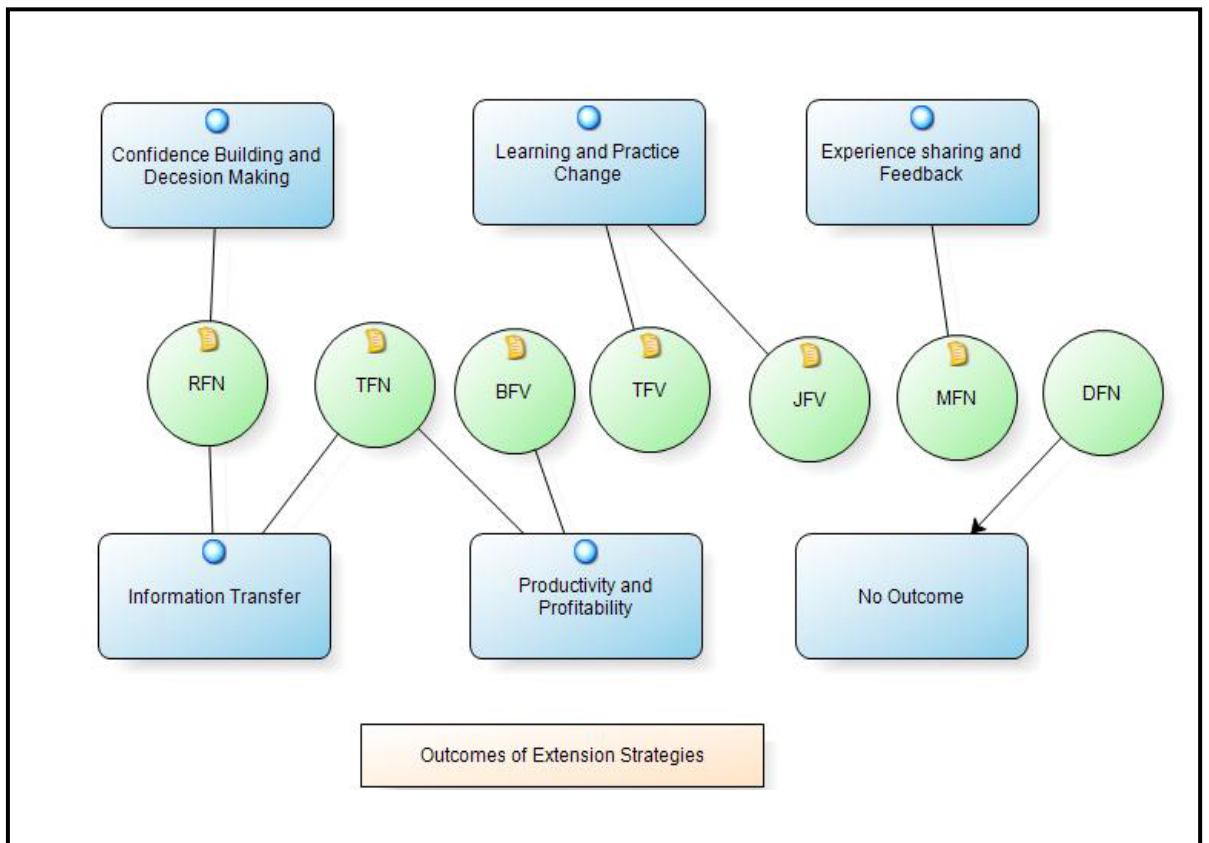 Confidence Building and
Decesion Making
Learning and Practice
Change
Experience sharing and
Feedback
RFN
TFN
BFV
TFV
JFV
MFN
DFN
Information Transfer
Productivity and
Profitability
No Outcome
Outcomes of Extension Strategies